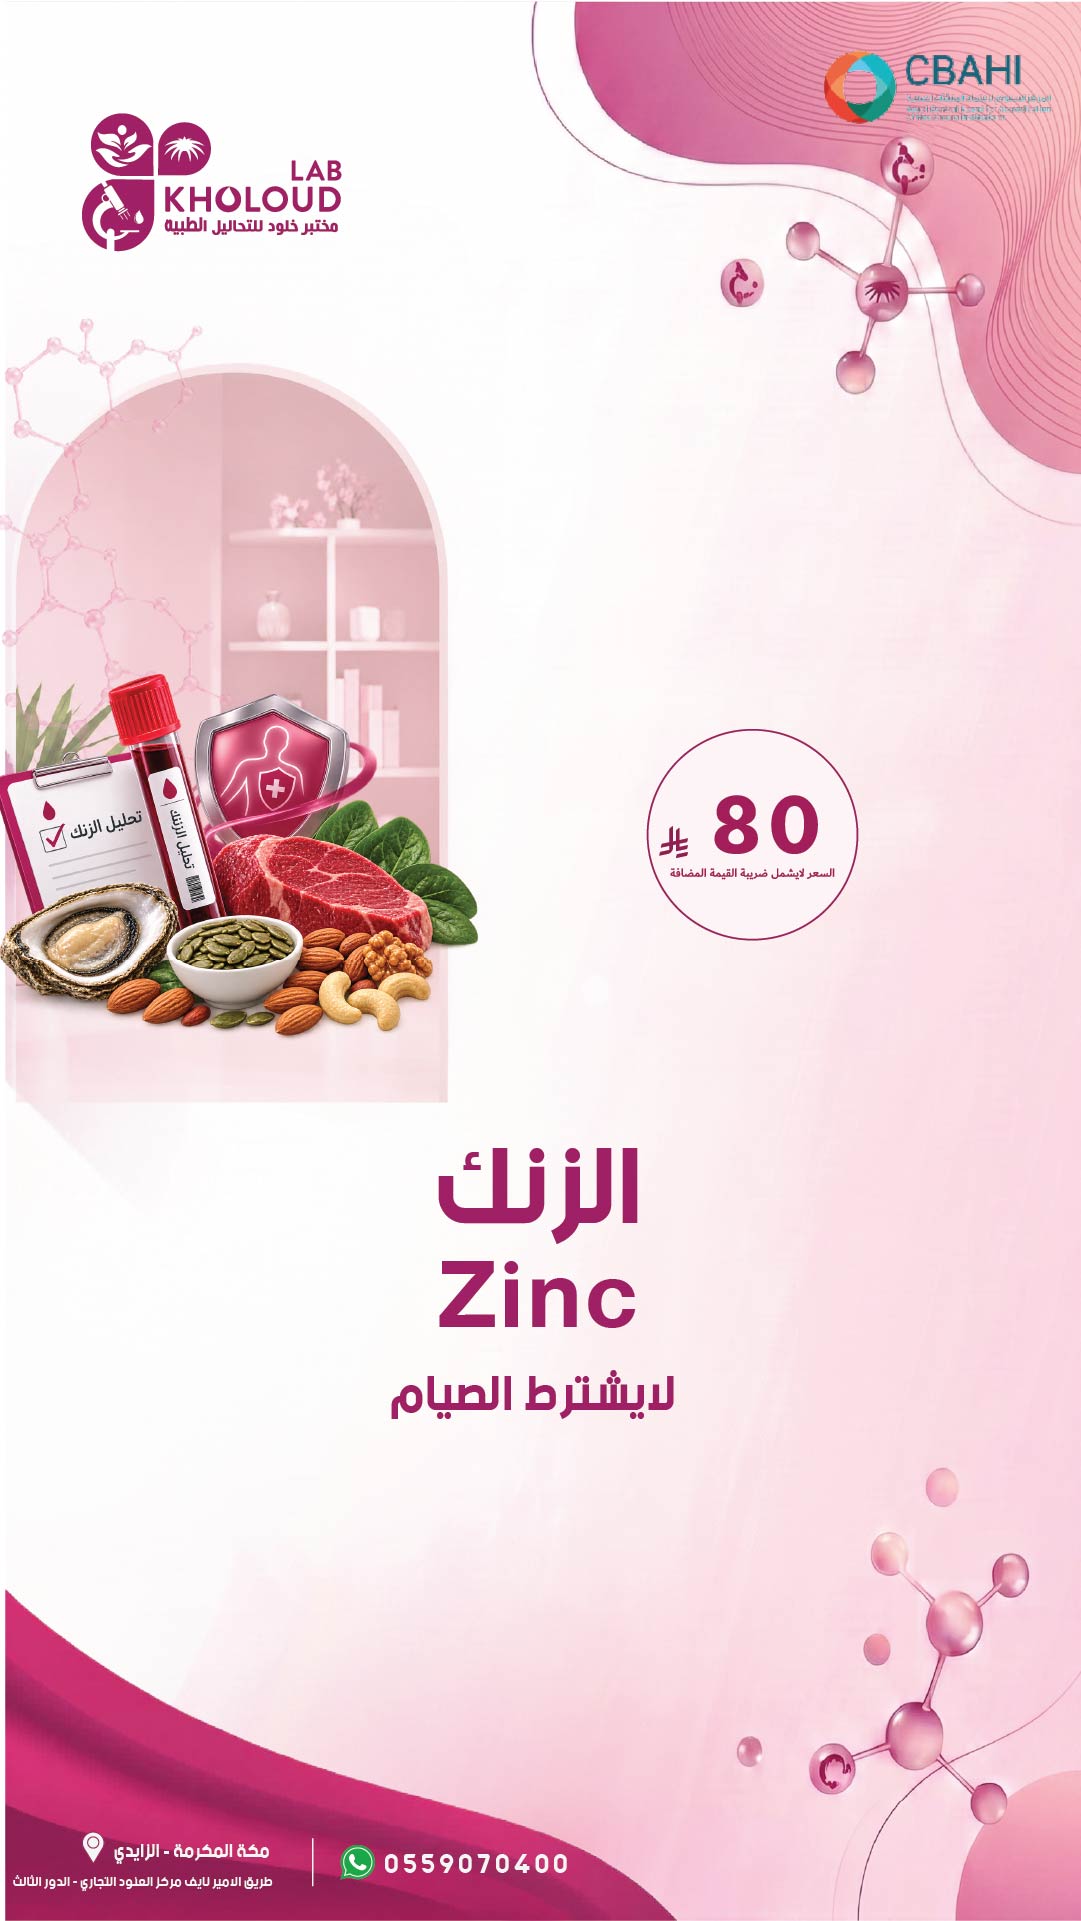 CBAHI
LAB
KHOLOUD
مختبر خلود للتحاليل الطبية
تحليل الزنك
تحليل الزننك
80
السعر لايشمل ضريبة القيمة المضافة
الزنك
Zinc
لايشترط الصيام
مكة المكرمة - الزايدي
طريق الامير نايف مركز العنود التجاري - الدور الثالث
0559070400